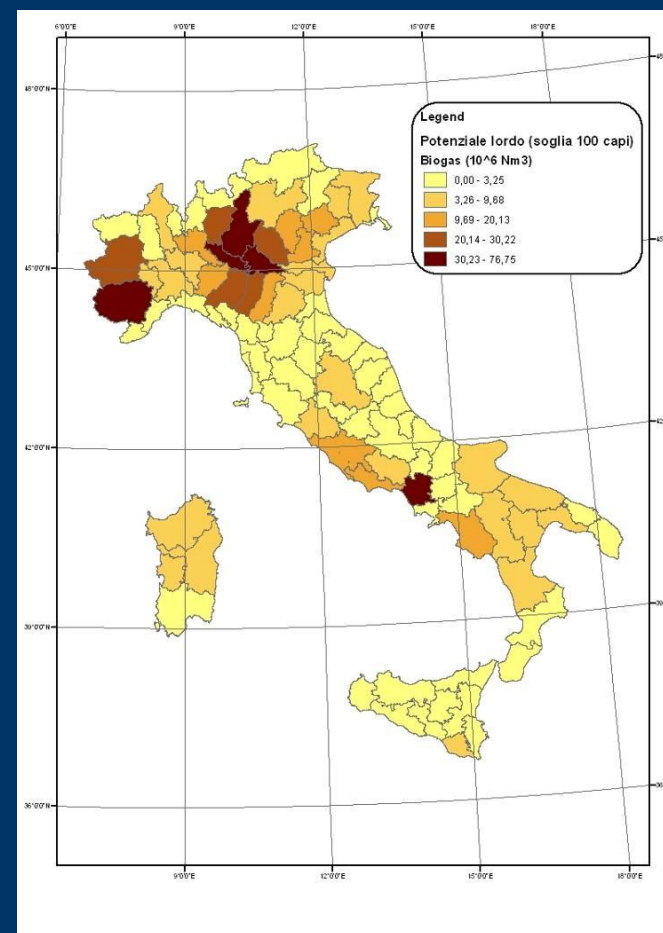 6°0'0"E
9°0'0"E
12°0'0"E
15°0'0"E
18°0'0"E
48°0'0"N
Legend
Potenziale lordo (soglia 100 capi)
Biogas (10^6 Nm3)
0,00 - 3,25
3,26 - 9,68
9,69 - 20,13
20,14 - 30,22
30,23 - 76,75
45°0'0"N
42°0'0"N
39°0'0"N
36°0'0"N
9°0'0"E
12°0'0"E
15°0'0"E
18°0'0"E